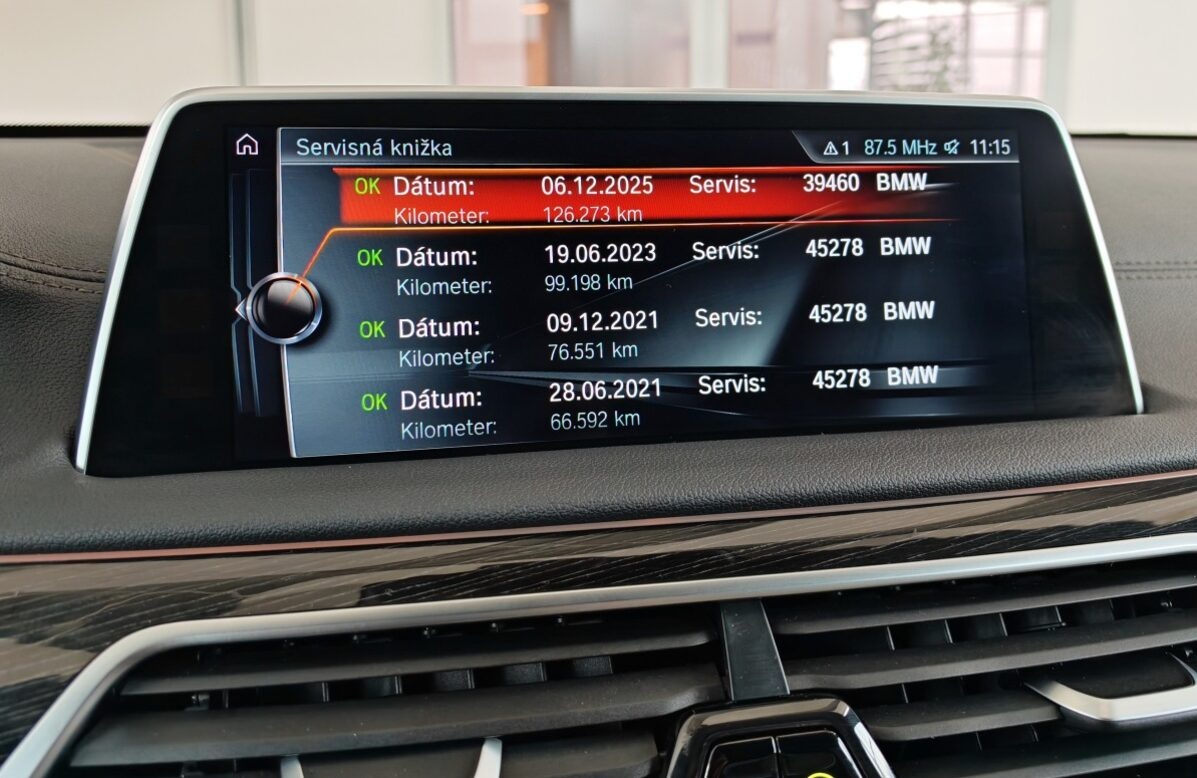 Servisná knižka 1 87.5 MHz 11:15
OK Dátum: 06.12.2025 Servis: 39460 BMW
Kilometer: 126.273 km
OK Dátum: 19.06.2023 Servis: 45278 BMW
Kilometer: 99.198 km
OK Dátum: 09.12.2021 Servis: 45278 BMW
Kilometer: 76.551 km
OK Dátum: 28.06.2021 Servis: 45278 BMW
Kilometer: 66.592 km